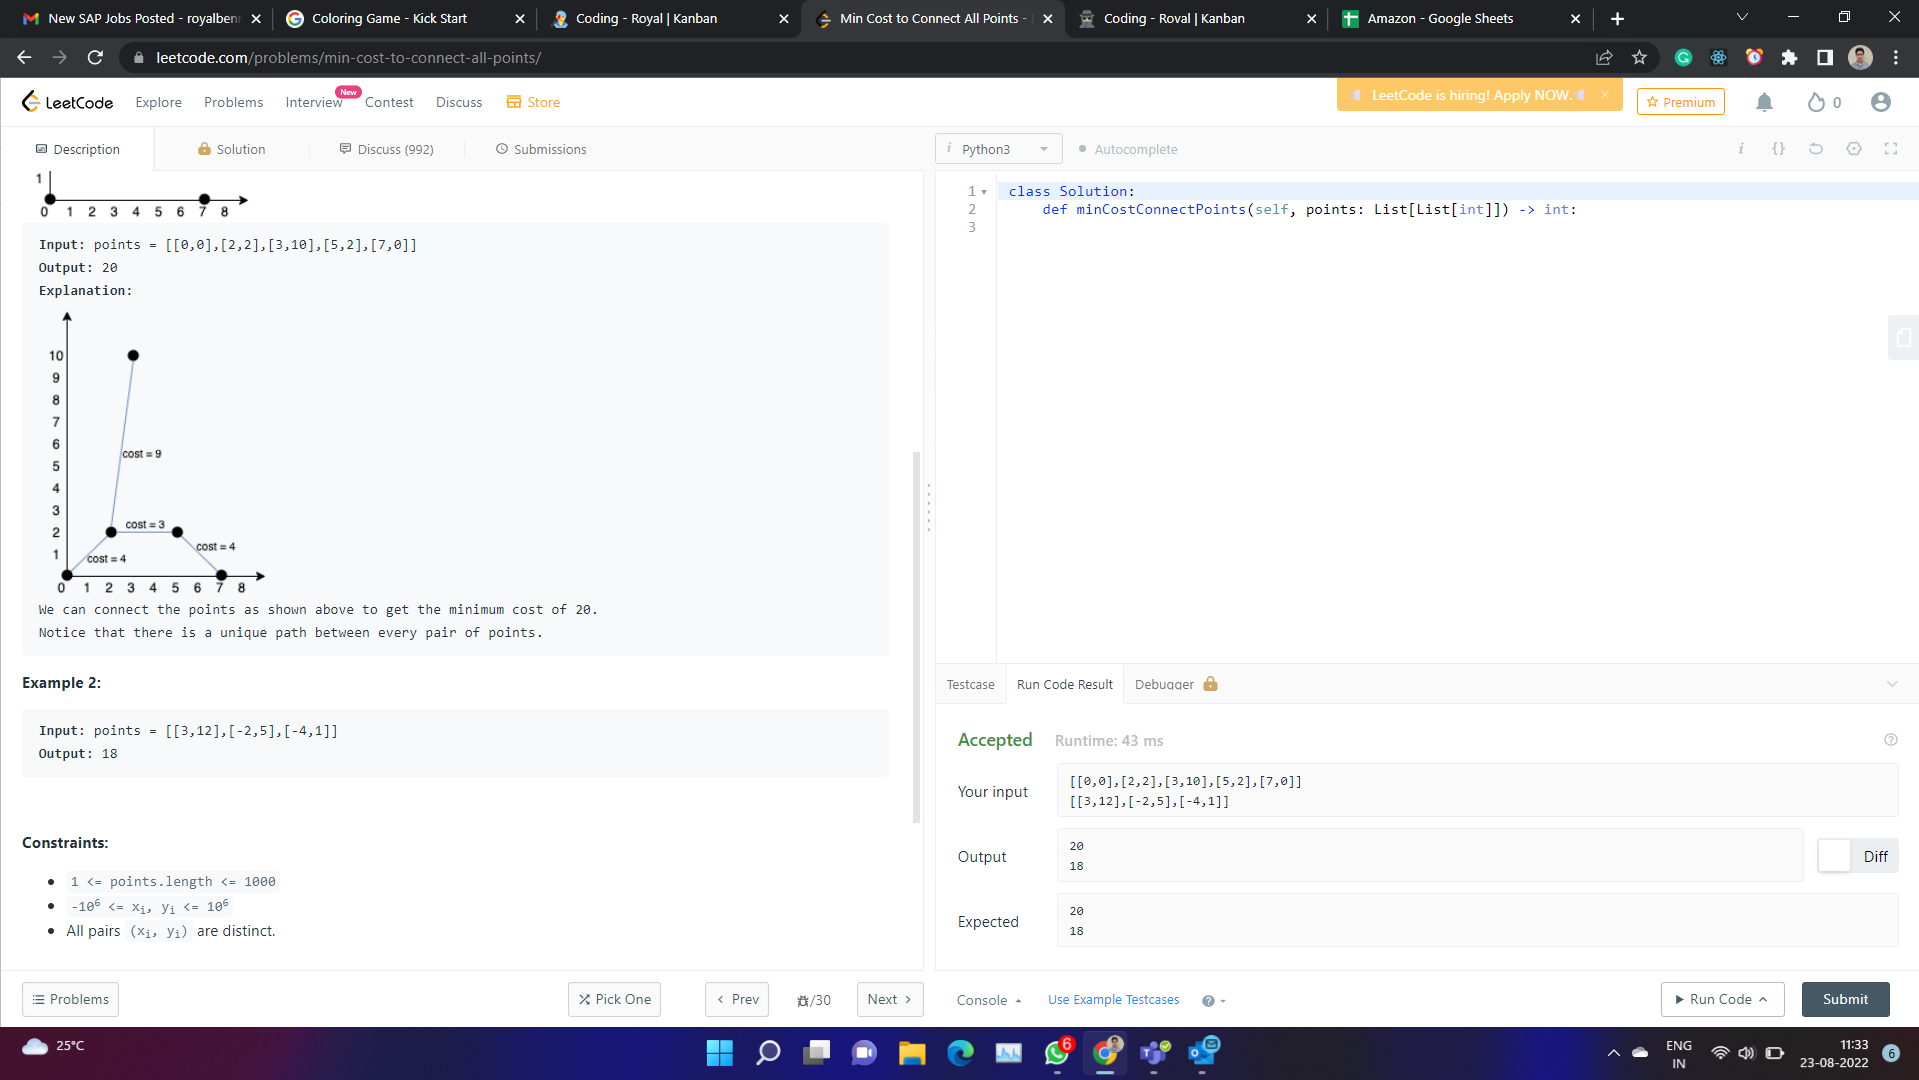 New SAP Jobs Posted - royalben
Coloring Game - Kick Start
Coding - Royal | Kanban
Min Cost to Connect All Points -
Coding - Royal | Kanban
Amazon - Google Sheets
leetcode.com/problems/min-cost-to-connect-all-points/
LeetCode
Explore
Problems
Interview
New
Contest
Discuss
Store
LeetCode is hiring! Apply NOW.
Premium
0
Description
Solution
Discuss (992)
Submissions
i Python3
Autocomplete
i {}
1
0 1 2 3 4 5 6 7 8
Input: points = [[0,0],[2,2],[3,10],[5,2],[7,0]]
Output: 20
Explanation:
10
9
8
7
6
5
4
3
2
1
cost = 9
cost = 3
cost = 4
cost = 4
0 1 2 3 4 5 6 7 8
We can connect the points as shown above to get the minimum cost of 20.
Notice that there is a unique path between every pair of points.
Example 2:
Input: points = [[3,12],[-2,5],[-4,1]]
Output: 18
Constraints:
1 <= points.length <= 1000
-10⁶ <= xᵢ, yᵢ <= 10⁶
All pairs (xᵢ, yᵢ) are distinct.
Problems
Pick One
Prev
/30
Next
1 class Solution:
2 def minCostConnectPoints(self, points: List[List[int]]) -> int:
3
Testcase
Run Code Result
Debugger
Accepted
Runtime: 43 ms
Your input
[[0,0],[2,2],[3,10],[5,2],[7,0]]
[[3,12],[-2,5],[-4,1]]
Output
20
18
Diff
Expected
20
18
Console
Use Example Testcases
Run Code
Submit
25°C
6
ENG
IN
11:33
23-08-2022
6